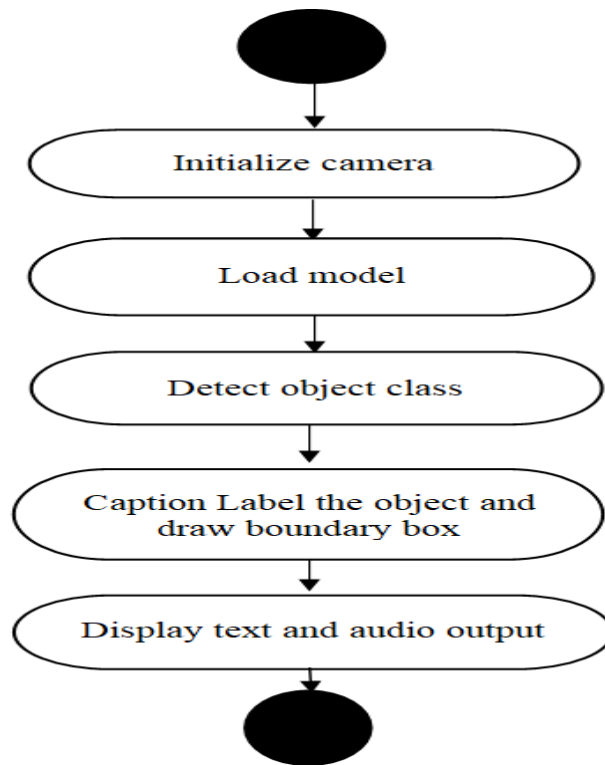 Initialize camera
Load model
Detect object class
Caption Label the object and
draw boundary box
Display text and audio output